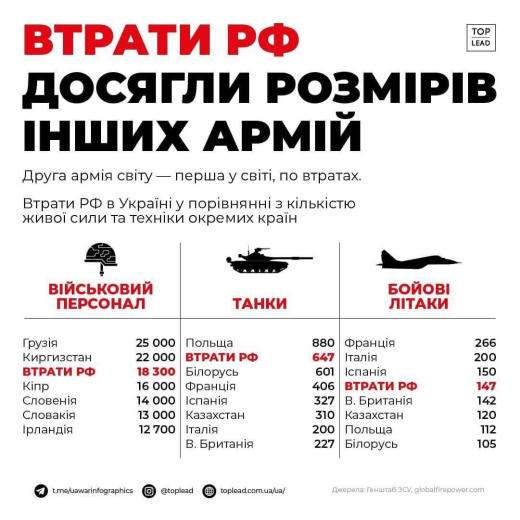 ВТРАТИ РФ
TOP
LEAD
ДОСЯГЛИ РОЗМІРІВ
ІНШИХ АРМІЙ
Друга армія світу — перша у світі, по втратах.
Втрати РФ в Україні у порівнянні з кількістю
живої сили та техніки окремих країн
ВІЙСЬКОВИЙ
ПЕРСОНАЛ
Грузія 25 000
Киргизстан 22 000
ВТРАТИ РФ 18 300
Кіпр 16 000
Словенія 14 000
Словакія 13 000
Ірландія 12 700
ТАНКИ
Польща 880
ВТРАТИ РФ 647
Білорусь 601
Франція 406
Іспанія 327
Казахстан 310
Італія 200
В. Британія 227
БОЙОВІ
ЛІТАКИ
Франція 266
Італія 200
Іспанія 150
ВТРАТИ РФ 147
В. Британія 142
Казахстан 120
Польща 112
Білорусь 105
t.me/uawarinfographics @toplead toplead.com.ua/ua/
Джерела: Генштаб ЗСУ, globalfirepower.com